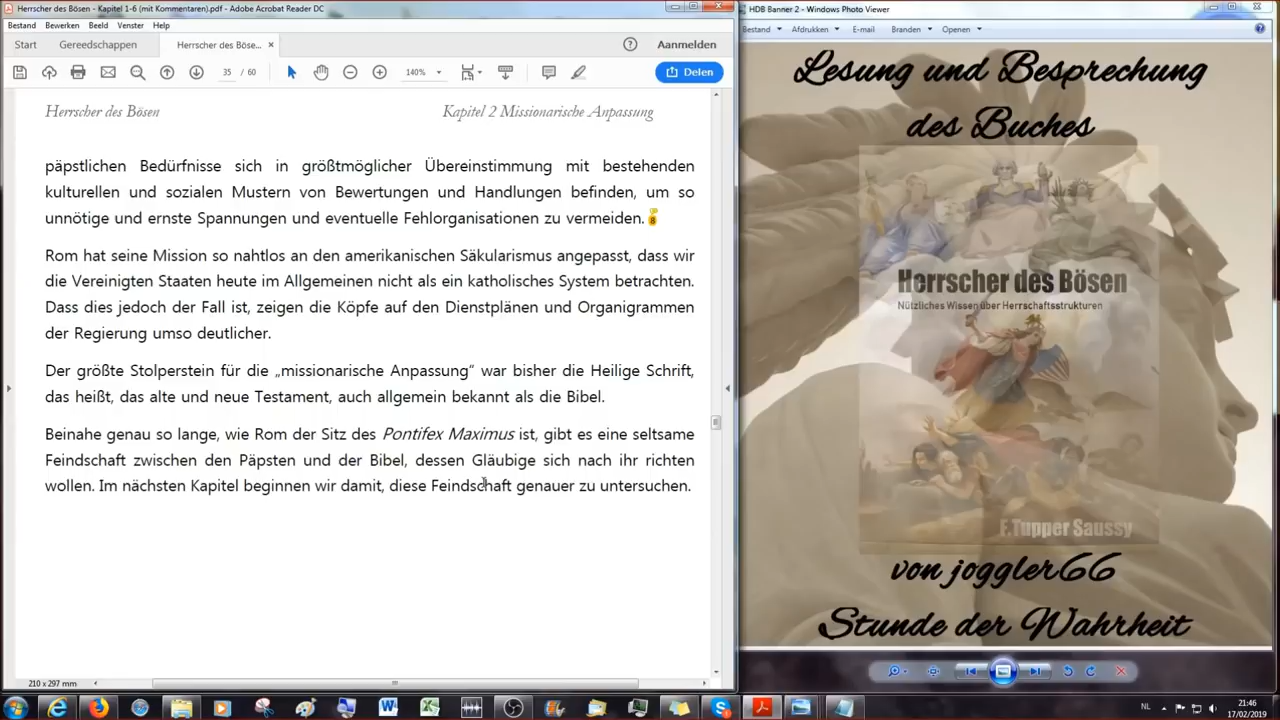 Herrscher des Bösen - Kapitel 1-6 (mit Kommentaren).pdf - Adobe Acrobat Reader DC
Bestand Bewerken Beeld Venster Help
Start Gereedschappen Herrscher des Böse... × Aanmelden
35 / 60 140% Delen
Herrscher des Bösen Kapitel 2 Missionarische Anpassung
päpstlichen Bedürfnisse sich in größtmöglicher Übereinstimmung mit bestehenden
kulturellen und sozialen Mustern von Bewertungen und Handlungen befinden, um so
unnötige und ernste Spannungen und eventuelle Fehlorganisationen zu vermeiden. 8
Rom hat seine Mission so nahtlos an den amerikanischen Säkularismus angepasst, dass wir
die Vereinigten Staaten heute im Allgemeinen nicht als ein katholisches System betrachten.
Dass dies jedoch der Fall ist, zeigen die Köpfe auf den Dienstplänen und Organigrammen
der Regierung umso deutlicher.
Der größte Stolperstein für die „missionarische Anpassung“ war bisher die Heilige Schrift,
das heißt, das alte und neue Testament, auch allgemein bekannt als die Bibel.
Beinahe genau so lange, wie Rom der Sitz des Pontifex Maximus ist, gibt es eine seltsame
Feindschaft zwischen den Päpsten und der Bibel, dessen Gläubige sich nach ihr richten
wollen. Im nächsten Kapitel beginnen wir damit, diese Feindschaft genauer zu untersuchen.
210 x 297 mm
HDB Banner 2 - Windows Photo Viewer
Bestand Afdrukken E-mail Branden Openen
Lesung und Besprechung
des Buches
Herrscher des Bösen
Nützliches Wissen über Herrschaftsstrukturen
F.Tupper Saussy
von joggler66
Stunde der Wahrheit
NL 21:46
17/02/2019